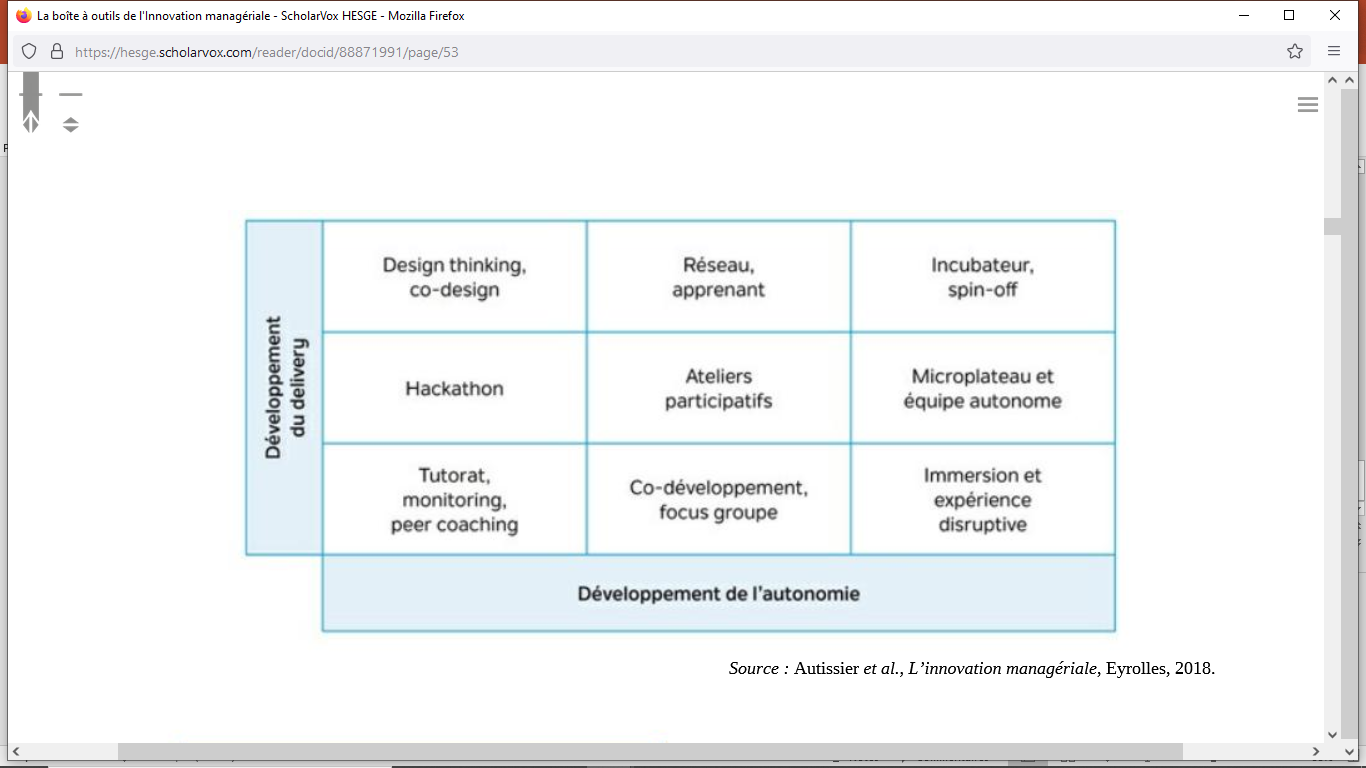 La boîte à outils de l'Innovation managériale - ScholarVox HESGE - Mozilla Firefox
https://hesge.scholarvox.com/reader/docid/88871991/page/53
Développement
du delivery
Design thinking,
co-design
Réseau,
apprenant
Incubateur,
spin-off
Hackathon
Ateliers
participatifs
Microplateau et
équipe autonome
Tutorat,
monitoring,
peer coaching
Co-développement,
focus groupe
Immersion et
expérience
disruptive
Développement de l'autonomie
Source : Autissier et al., L'innovation managériale, Eyrolles, 2018.